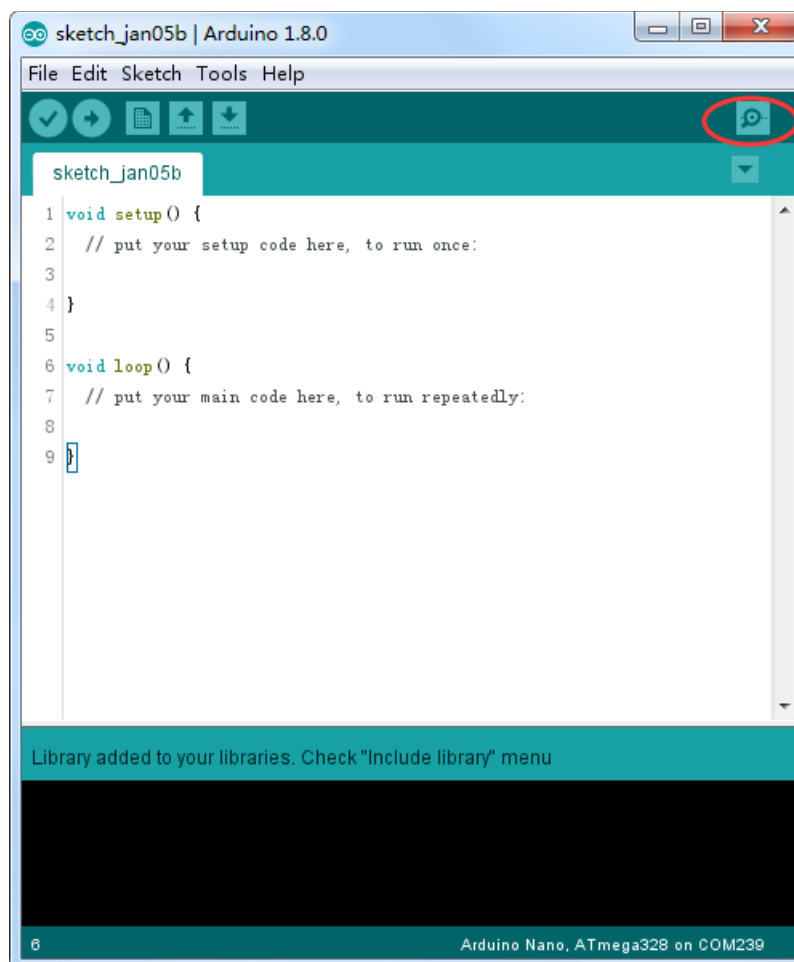 sketch_jan05b | Arduino 1.8.0
File Edit Sketch Tools Help
sketch_jan05b
1 void setup() {
2 // put your setup code here, to run once:
3
4 }
5
6 void loop() {
7 // put your main code here, to run repeatedly:
8
9 }
Library added to your libraries. Check "Include library" menu
6 Arduino Nano, ATmega328 on COM239